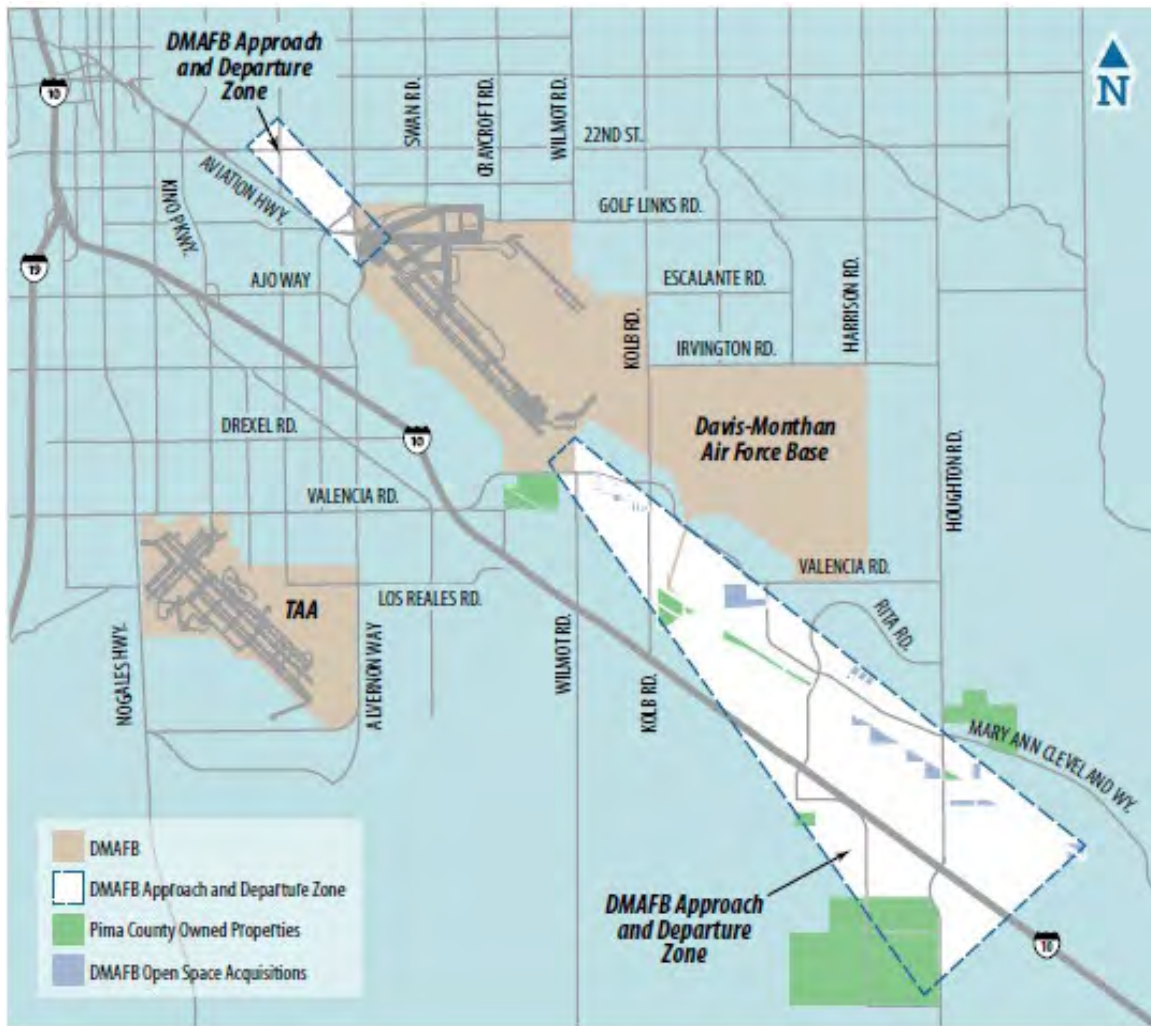 DMAFB Approach
and Departure
Zone
N
10
SWAN RD.
CRAYCROFT RD.
WILMOT RD.
22ND ST.
AVIATION HWY.
KINO PKWY.
GOLF LINKS RD.
19
AJO WAY
ESCALANTE RD.
HARRISON RD.
KOLB RD.
IRVINGTON RD.
DREXEL RD.
10
Davis-Monthan
Air Force Base
HOUGHTON RD.
VALENCIA RD.
VALENCIA RD.
TAA
LOS REALES RD.
RITA RD.
NOGALES HWY.
ALVERNON WAY
WILMOT RD.
KOLB RD.
MARY ANN CLEVELAND WY.
DMAFB
DMAFB Approach and Departure Zone
Pima County Owned Properties
DMAFB Open Space Acquisitions
DMAFB Approach
and Departure
Zone
10